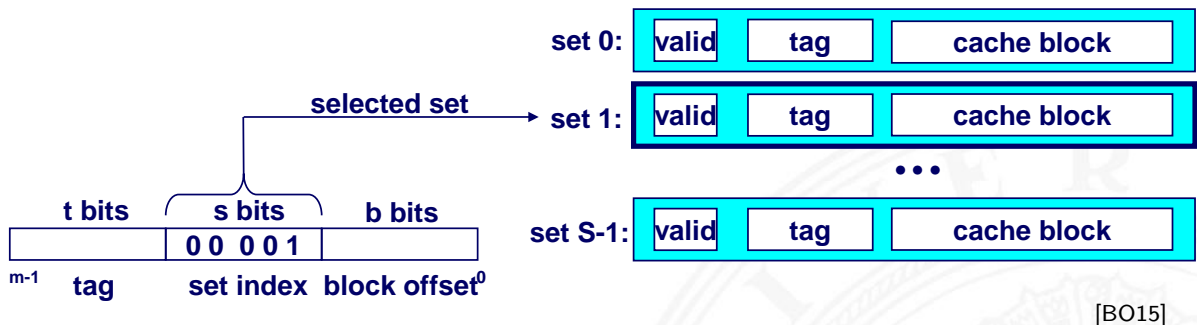 set 0: valid tag cache block
selected set
set 1: valid tag cache block
•••
t bits s bits b bits
set S-1: valid tag cache block
0 0 0 0 1
m-1 tag set index block offset 0
[BO15]